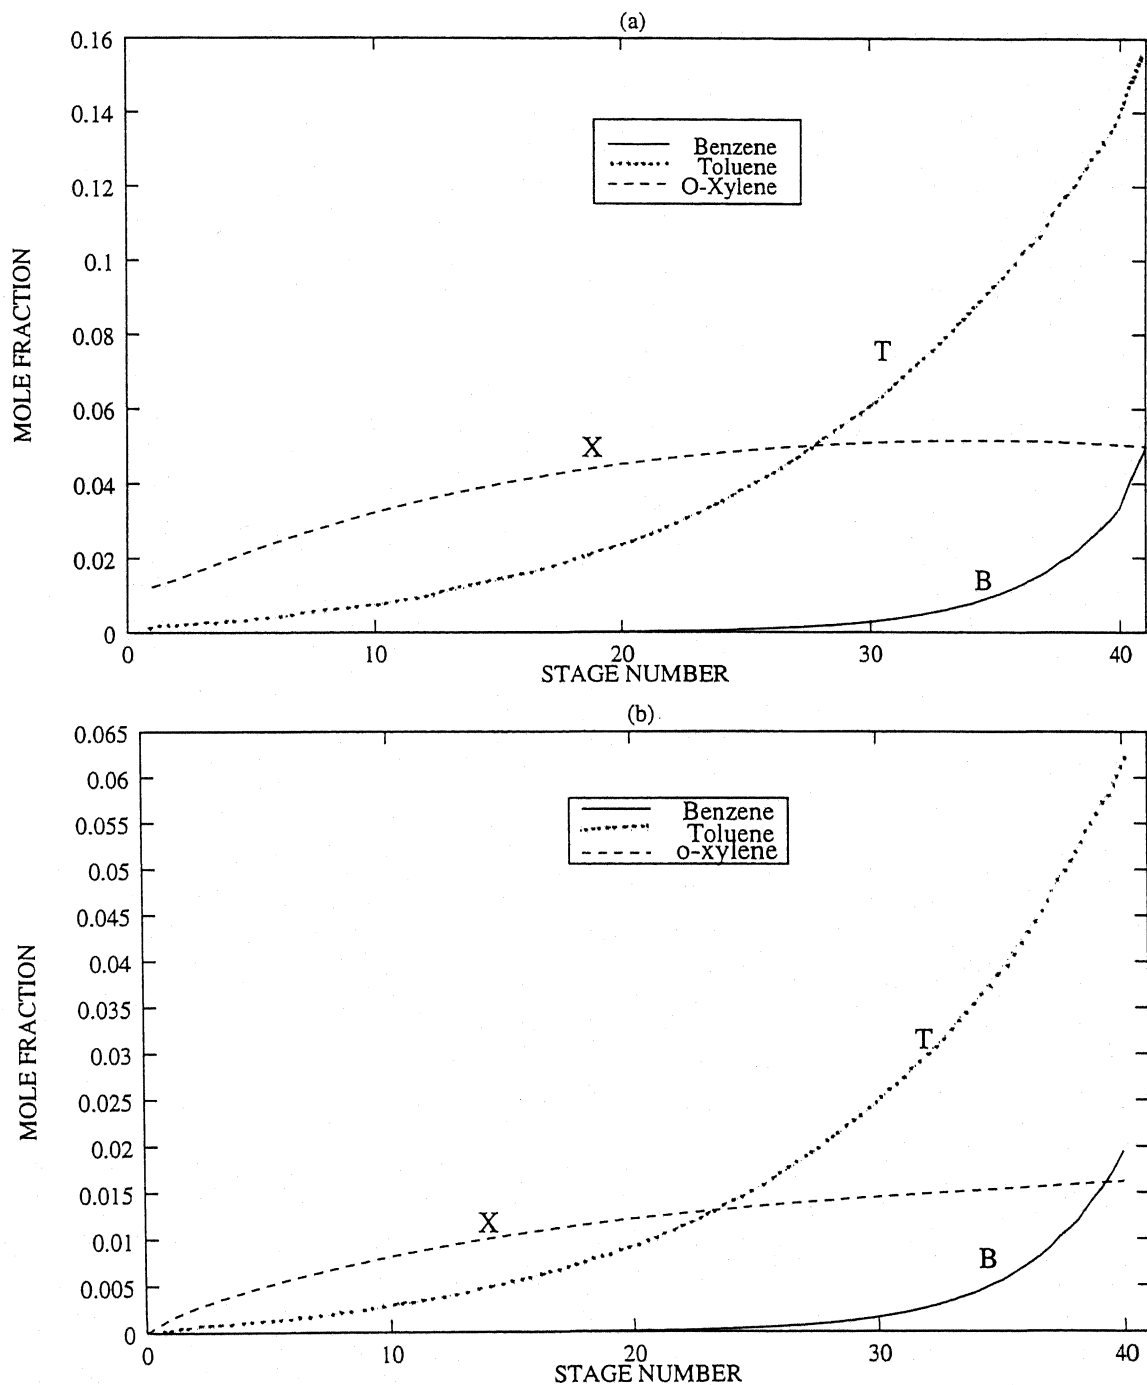 (a)
0.16
0.14
0.12
0.1
0.08
0.06
0.04
0.02
0
MOLE FRACTION
Benzene
Toluene
O-Xylene
T
X
B
0 10 20 30 40
STAGE NUMBER
(b)
0.065
0.06
0.055
0.05
0.045
0.04
0.035
0.03
0.025
0.02
0.015
0.01
0.005
0
MOLE FRACTION
Benzene
Toluene
o-xylene
T
X
B
0 10 20 30 40
STAGE NUMBER